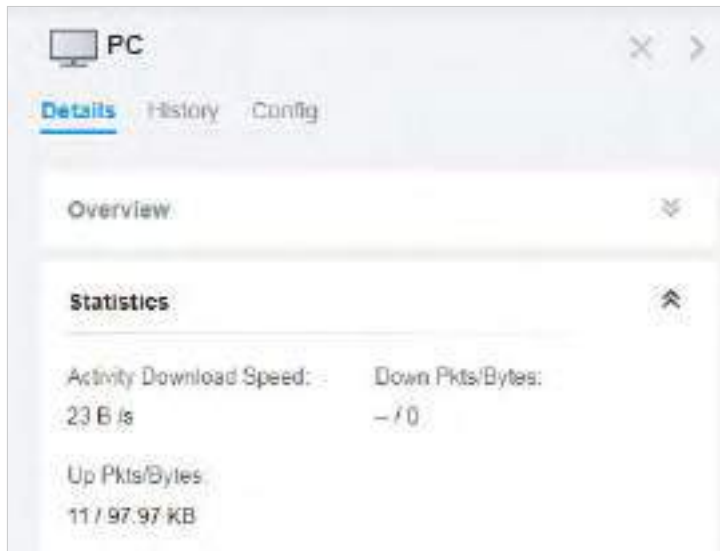 PC
Details History Config
Overview
Statistics
Activity Download Speed: Down Pkts/Bytes:
23 B /s -- / 0
Up Pkts/Bytes:
11 / 97.97 KB